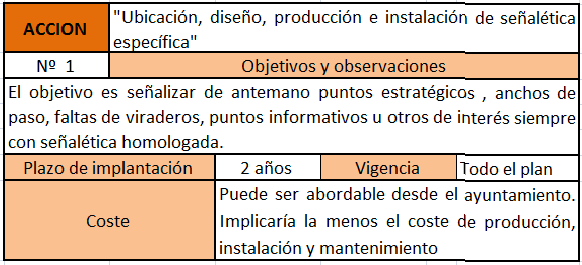 ACCION
"Ubicación, diseño, producción e instalación de señalética
específica"
Nº 1
Objetivos y observaciones
El objetivo es señalizar de antemano puntos estratégicos , anchos de
paso, faltas de viraderos, puntos informativos u otros de interés siempre
con señalética homologada.
Plazo de implantación
2 años
Vigencia
Todo el plan
Coste
Puede ser abordable desde el ayuntamiento.
Implicaría la menos el coste de producción,
instalación y mantenimiento